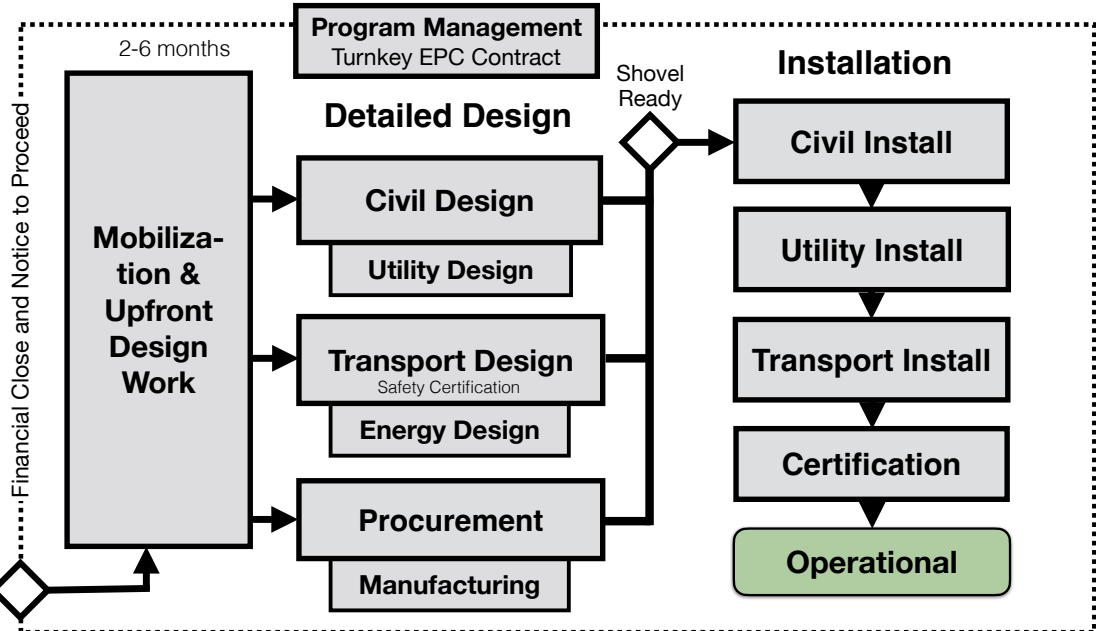 Program Management
Turnkey EPC Contract
2-6 months
Financial Close and Notice to Proceed
Mobiliza-
tion &
Upfront
Design
Work
Detailed Design
Civil Design
Utility Design
Transport Design
Safety Certification
Energy Design
Procurement
Manufacturing
Shovel
Ready
Installation
Civil Install
Utility Install
Transport Install
Certification
Operational